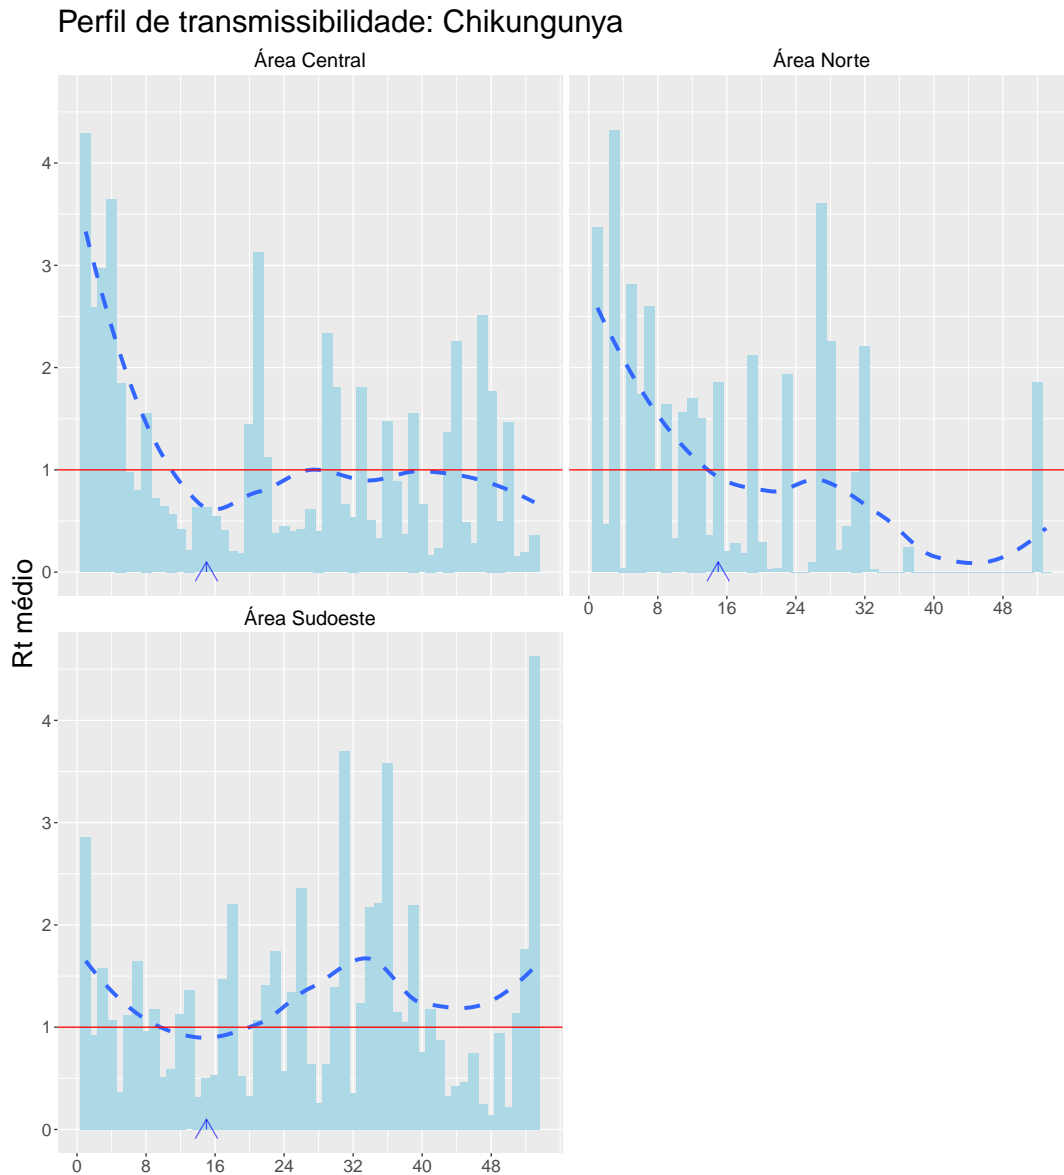 Perfil de transmissibilidade: Chikungunya
Área Central
Área Norte
4
3
2
1
0
0 8 16 24 32 40 48
Área Sudoeste
Rt médio
4
3
2
1
0
0 8 16 24 32 40 48